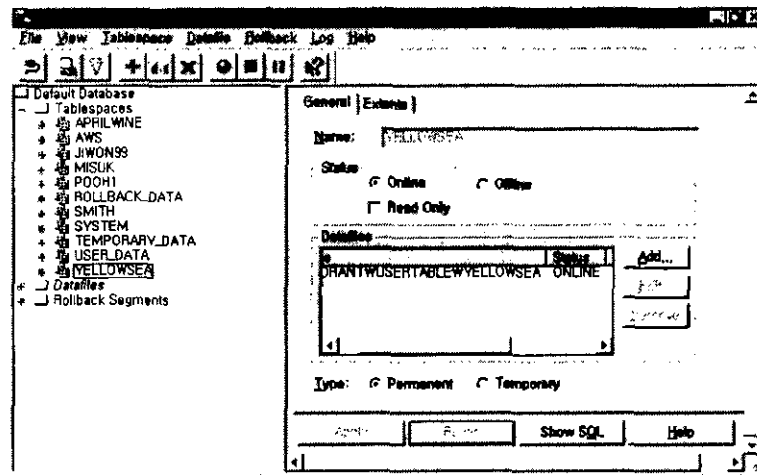 File View Tablespace Datafile Rollback Log Help
Default Database
Tablespaces
APRILWINE
AWS
JIWON99
MISUK
POOH1
ROLLBACK_DATA
SMITH
SYSTEM
TEMPORARY_DATA
USER_DATA
YELLOWSEA
Datafiles
Rollback Segments
General Extents
Name: YELLOWSEA
Status
Online Offline
Read Only
Datafiles
e Status
ORANTWUSERTABLEWYELLOWSEA ONLINE
Add...
Type: Permanent Temporary
Show SQL Help